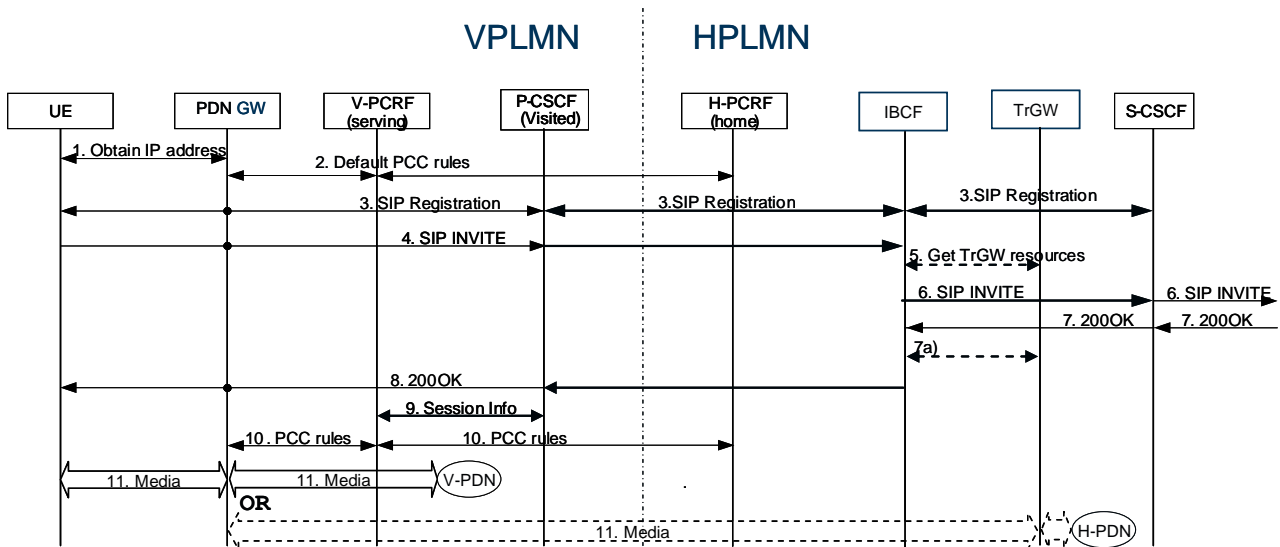 VPLMN
HPLMN
UE
PDN GW
V-PCRF
(serving)
P-CSCF
(Visited)
H-PCRF
(home)
IBCF
TrGW
S-CSCF
1. Obtain IP address
2. Default PCC rules
3. SIP Registration
3.SIP Registration
3.SIP Registration
4. SIP INVITE
5. Get TrGW resources
6. SIP INVITE
6. SIP INVITE
7. 200OK
7. 200OK
7a)
8. 200OK
9. Session Info
10 . PCC rules
10. PCC rules
11. Media
11. Media
V-PDN
OR
11. Media
H-PDN